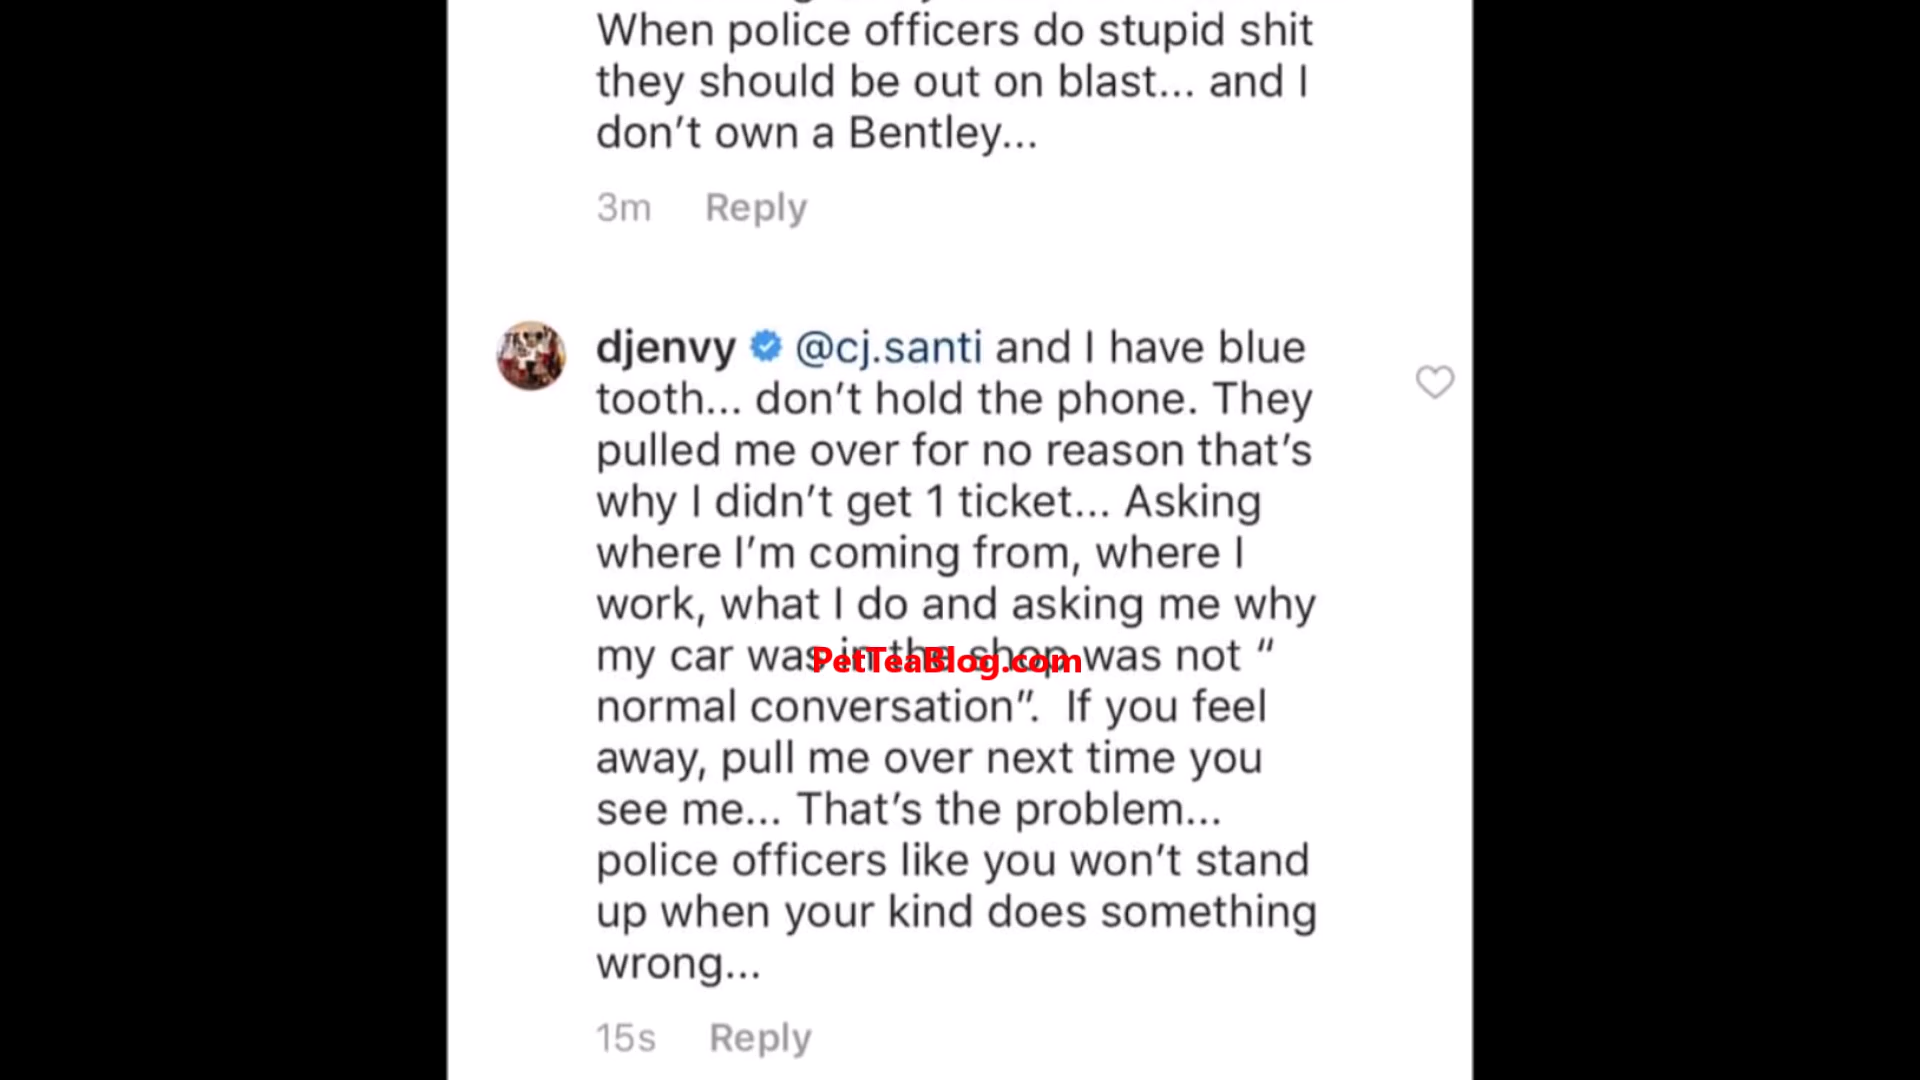 When police officers do stupid shit
they should be out on blast... and I
don't own a Bentley...
3m Reply
djenvy @cj.santi and I have blue
tooth... don't hold the phone. They
pulled me over for no reason that's
why I didn't get 1 ticket... Asking
where I'm coming from, where I
work, what I do and asking me why
my car was in the shop was not “
normal conversation”. If you feel
away, pull me over next time you
see me... That's the problem...
police officers like you won't stand
up when your kind does something
wrong...
15s Reply
PetTeaBlog.com